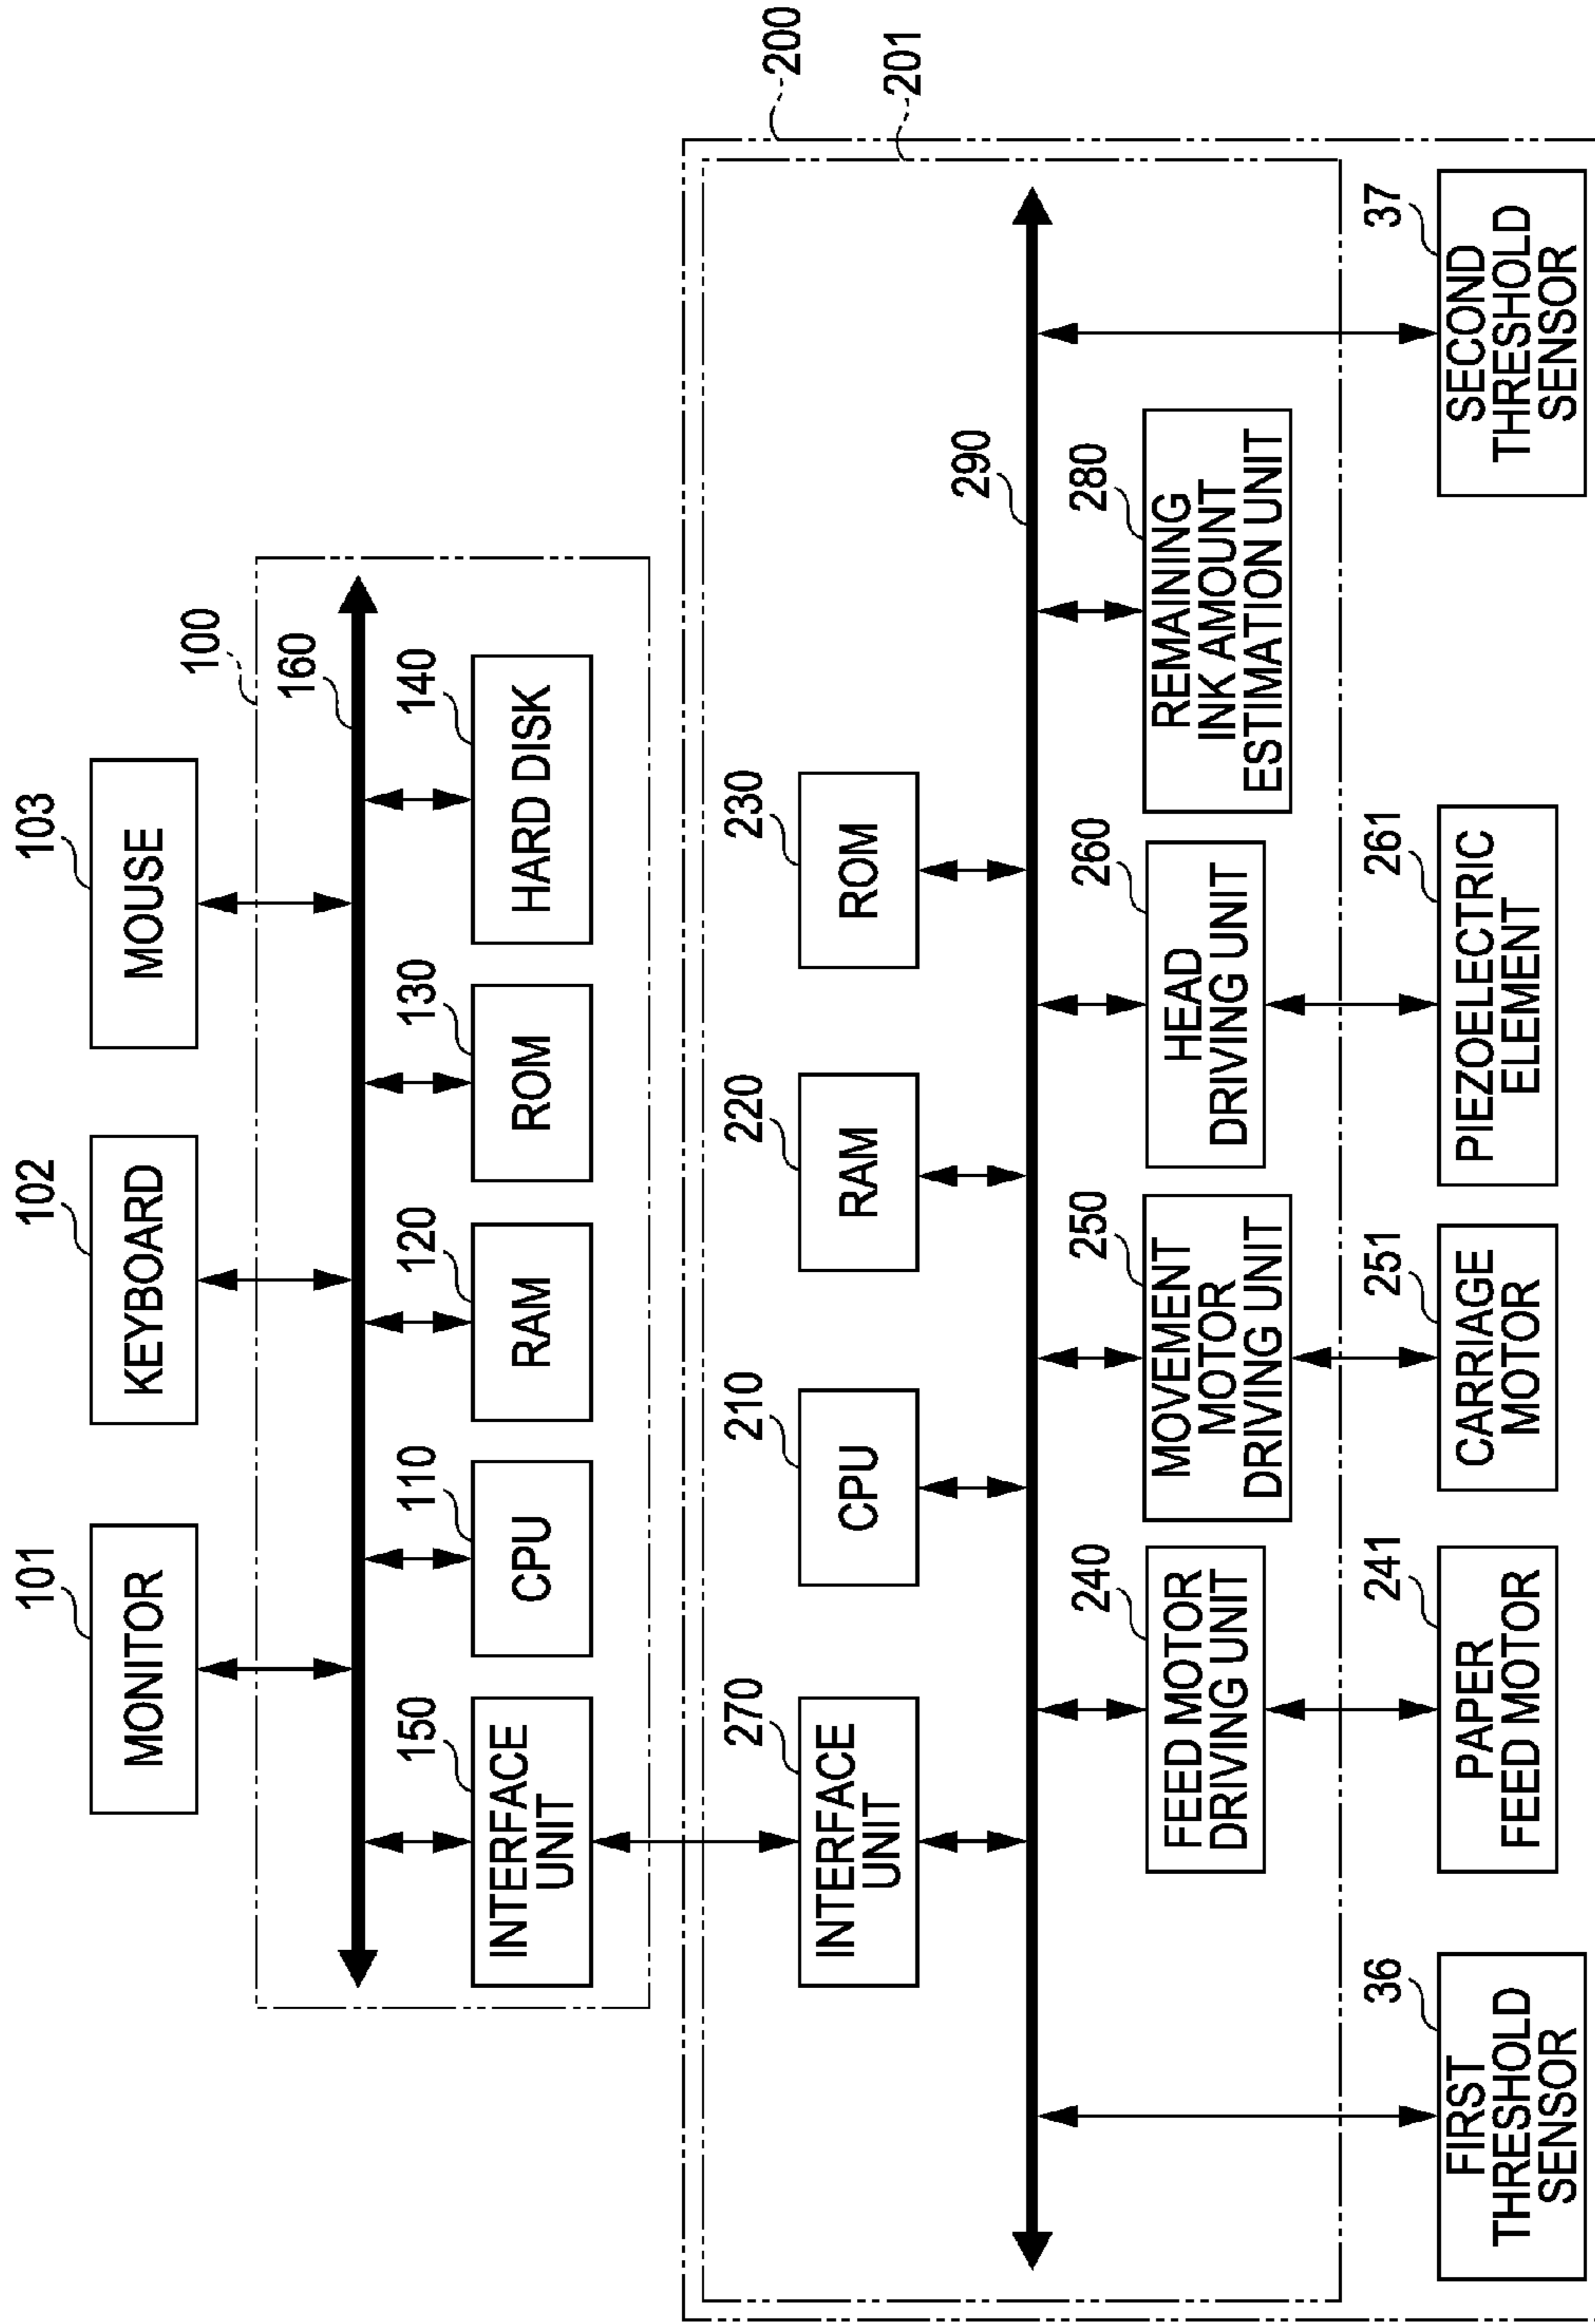 101
MONITOR
102
KEYBOARD
103
MOUSE
100
160
150
INTERFACE
UNIT
110
CPU
120
RAM
130
ROM
140
HARD DISK
200
201
270
INTERFACE
UNIT
210
CPU
220
RAM
230
ROM
290
240
FEED MOTOR
DRIVING UNIT
250
MOVEMENT
MOTOR
DRIVING UNIT
260
HEAD
DRIVING UNIT
280
REMAINING
INK AMOUNT
ESTIMATION UNIT
36
FIRST
THRESHOLD
SENSOR
241
PAPER
FEED MOTOR
251
CARRIAGE
MOTOR
261
PIEZOELECTRIC
ELEMENT
37
SECOND
THRESHOLD
SENSOR